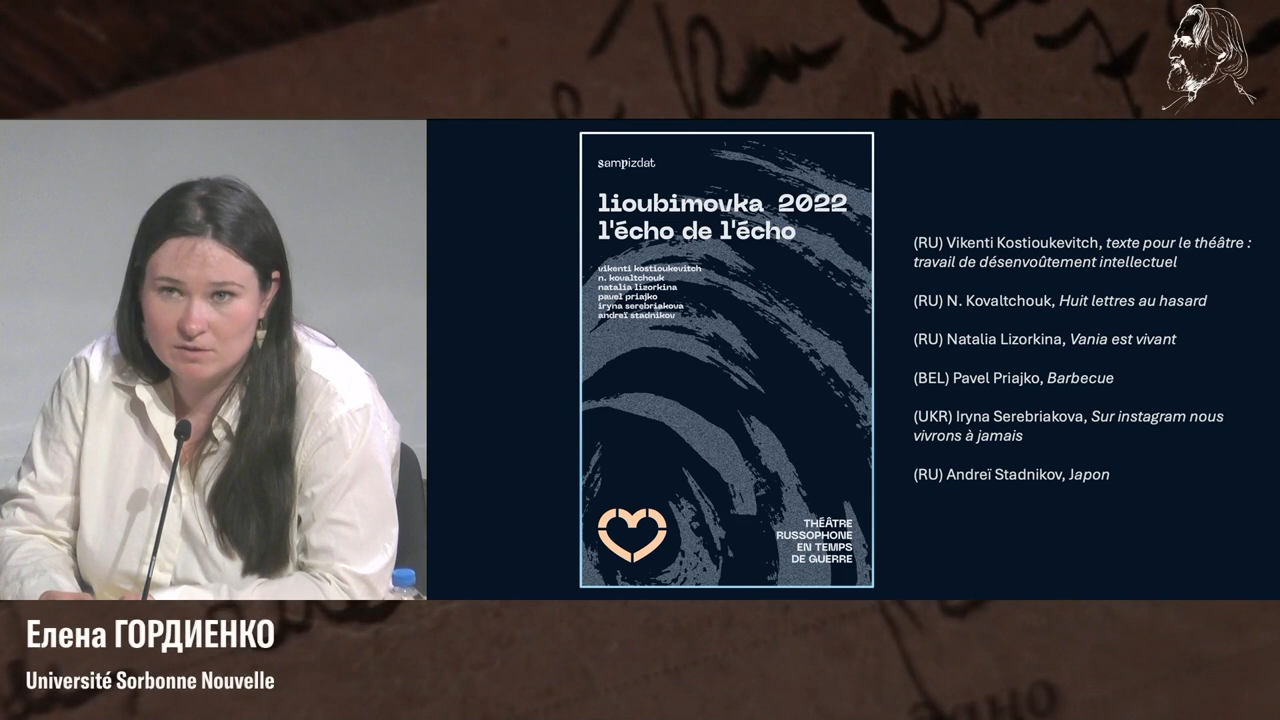 sampizdat
lioubimovka 2022
l'écho de l'écho
vikenti kostioukevitch
n. kovaltchouk
natalia lizorkina
pavel priajko
iryna serebriakova
andreï stadnikov
THÉÂTRE
RUSSOPHONE
EN TEMPS
DE GUERRE
(RU) Vikenti Kostioukevitch, texte pour le théâtre :
travail de désenvoûtement intellectuel
(RU) N. Kovaltchouk, Huit lettres au hasard
(RU) Natalia Lizorkina, Vania est vivant
(BEL) Pavel Priajko, Barbecue
(UKR) Iryna Serebriakova, Sur instagram nous
vivrons à jamais
(RU) Andreï Stadnikov, Japon
Елена ГОРДИЕНКО
Université Sorbonne Nouvelle